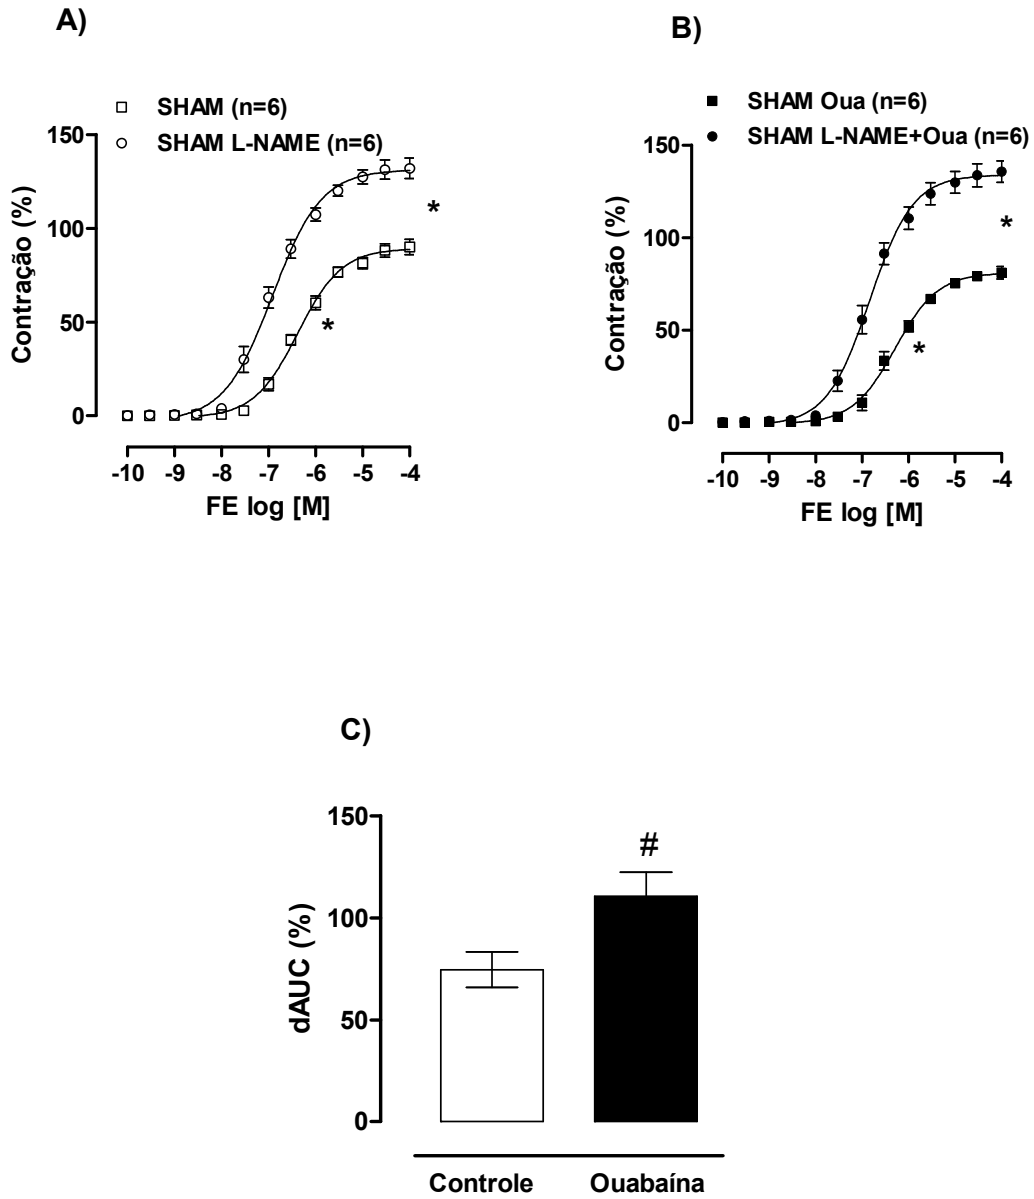 A)
SHAM (n=6)
SHAM L-NAME (n=6)
150
100
50
0
Contração (%)
*
*
-10 -9 -8 -7 -6 -5 -4
FE log [M]
B)
SHAM Oua (n=6)
SHAM L-NAME+Oua (n=6)
150
100
50
0
Contração (%)
*
*
-10 -9 -8 -7 -6 -5 -4
FE log [M]
C)
150
100
50
0
dAUC (%)
#
Controle Ouabaína